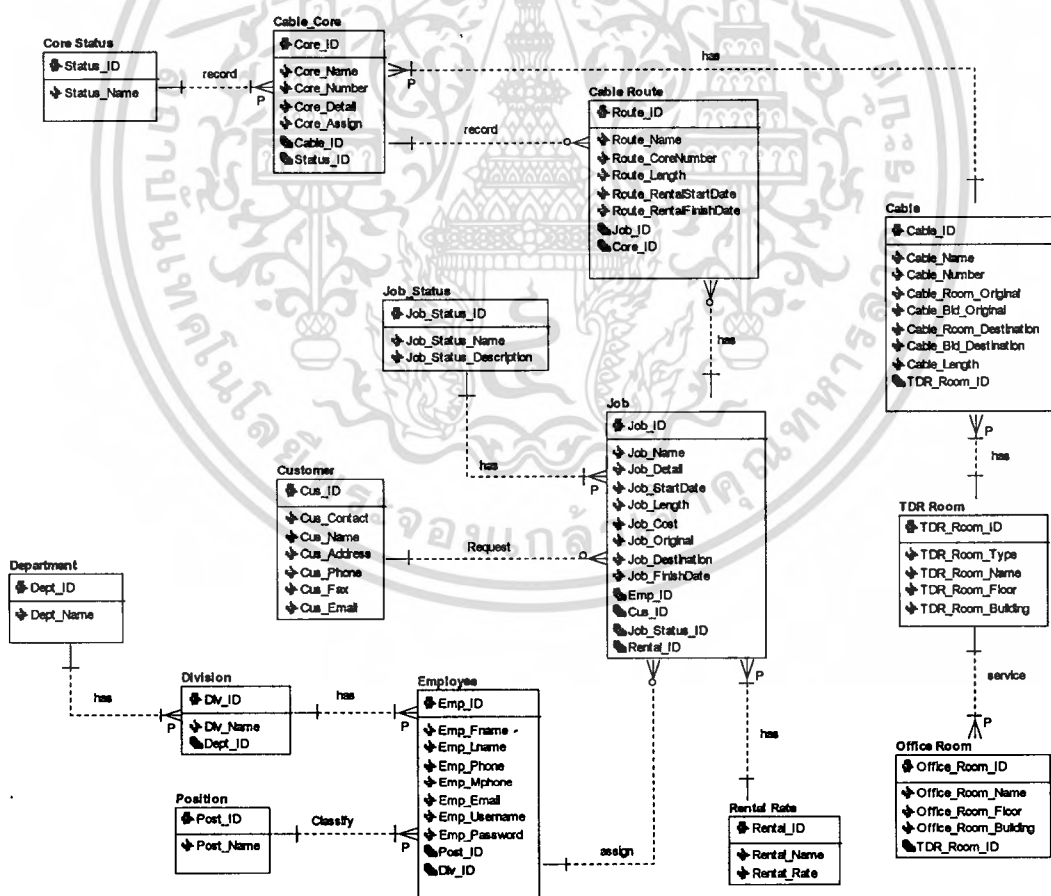 Core Status
Status_ID
Status_Name
record
P
Cable_Core
Core_ID
Core_Name
Core_Number
Core_Detail
Core_Assign
Cable_ID
Status_ID
P
has
record
Cable Route
Route_ID
Route_Name
Route_CoreNumber
Route_Length
Route_RentalStartDate
Route_RentalFinishDate
Job_ID
Core_ID
Cable
Cable_ID
Cable_Name
Cable_Number
Cable_Room_Original
Cable_Bld_Original
Cable_Room_Destination
Cable_Bld_Destination
Cable_Length
TDR_Room_ID
P
has
Job_Status
Job_Status_ID
Job_Status_Name
Job_Status_Description
has
P
has
Job
Job_ID
Job_Name
Job_Detail
Job_StartDate
Job_Length
Job_Cost
Job_Original
Job_Destination
Job_FinishDate
Emp_ID
Cus_ID
Job_Status_ID
Rental_ID
P
Customer
Cus_ID
Cus_Contact
Cus_Name
Cus_Address
Cus_Phone
Cus_Fax
Cus_Email
Request
TDR Room
TDR_Room_ID
TDR_Room_Type
TDR_Room_Name
TDR_Room_Floor
TDR_Room_Building
service
P
Department
Dept_ID
Dept_Name
has
P
Division
Div_ID
Div_Name
Dept_ID
has
P
Employee
Emp_ID
Emp_Fname
Emp_Lname
Emp_Phone
Emp_Mphone
Emp_Email
Emp_Username
Emp_Password
Post_ID
Div_ID
Position
Post_ID
Post_Name
Classify
P
assign
has
Rental Rate
Rental_ID
Rental_Name
Rental_Rate
Office Room
Office_Room_ID
Office_Room_Name
Office_Room_Floor
Office_Room_Building
TDR_Room_ID